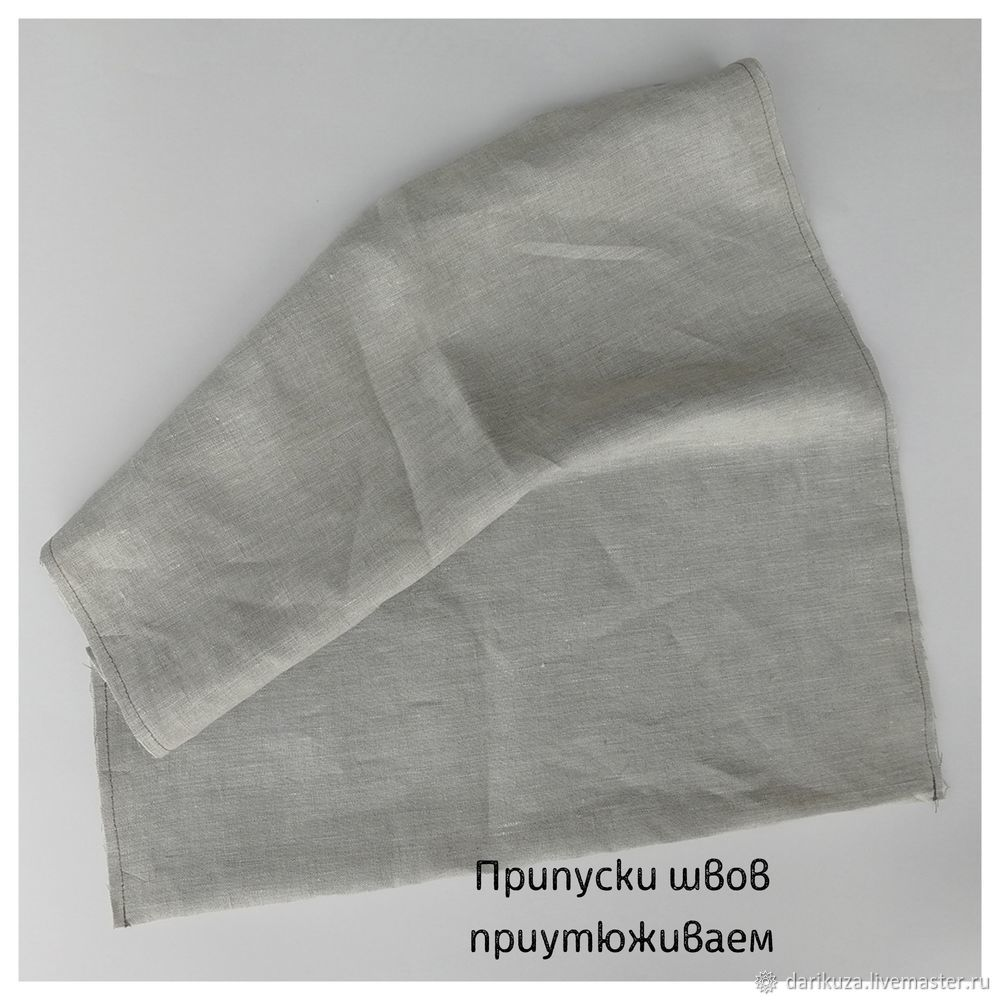 Припуски швов
приутюживаем
darikuza.livemaster.ru